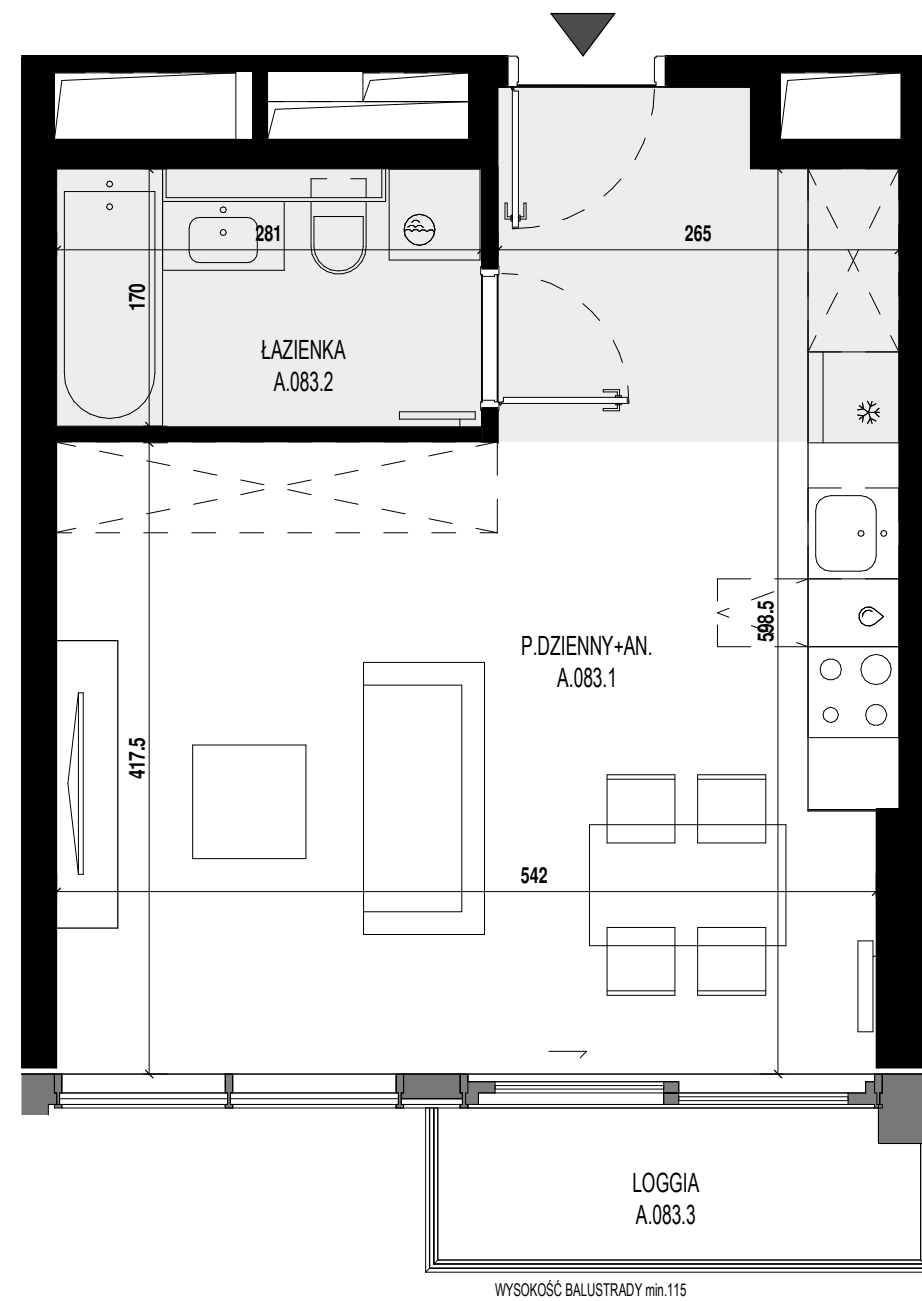 281
265
170
ŁAZIENKA
A.083.2
598.5
P.DZIENNY+AN.
A.083.1
417.5
542
LOGGIA
A.083.3
WYSOKOŚĆ BALUSTRADY min.115